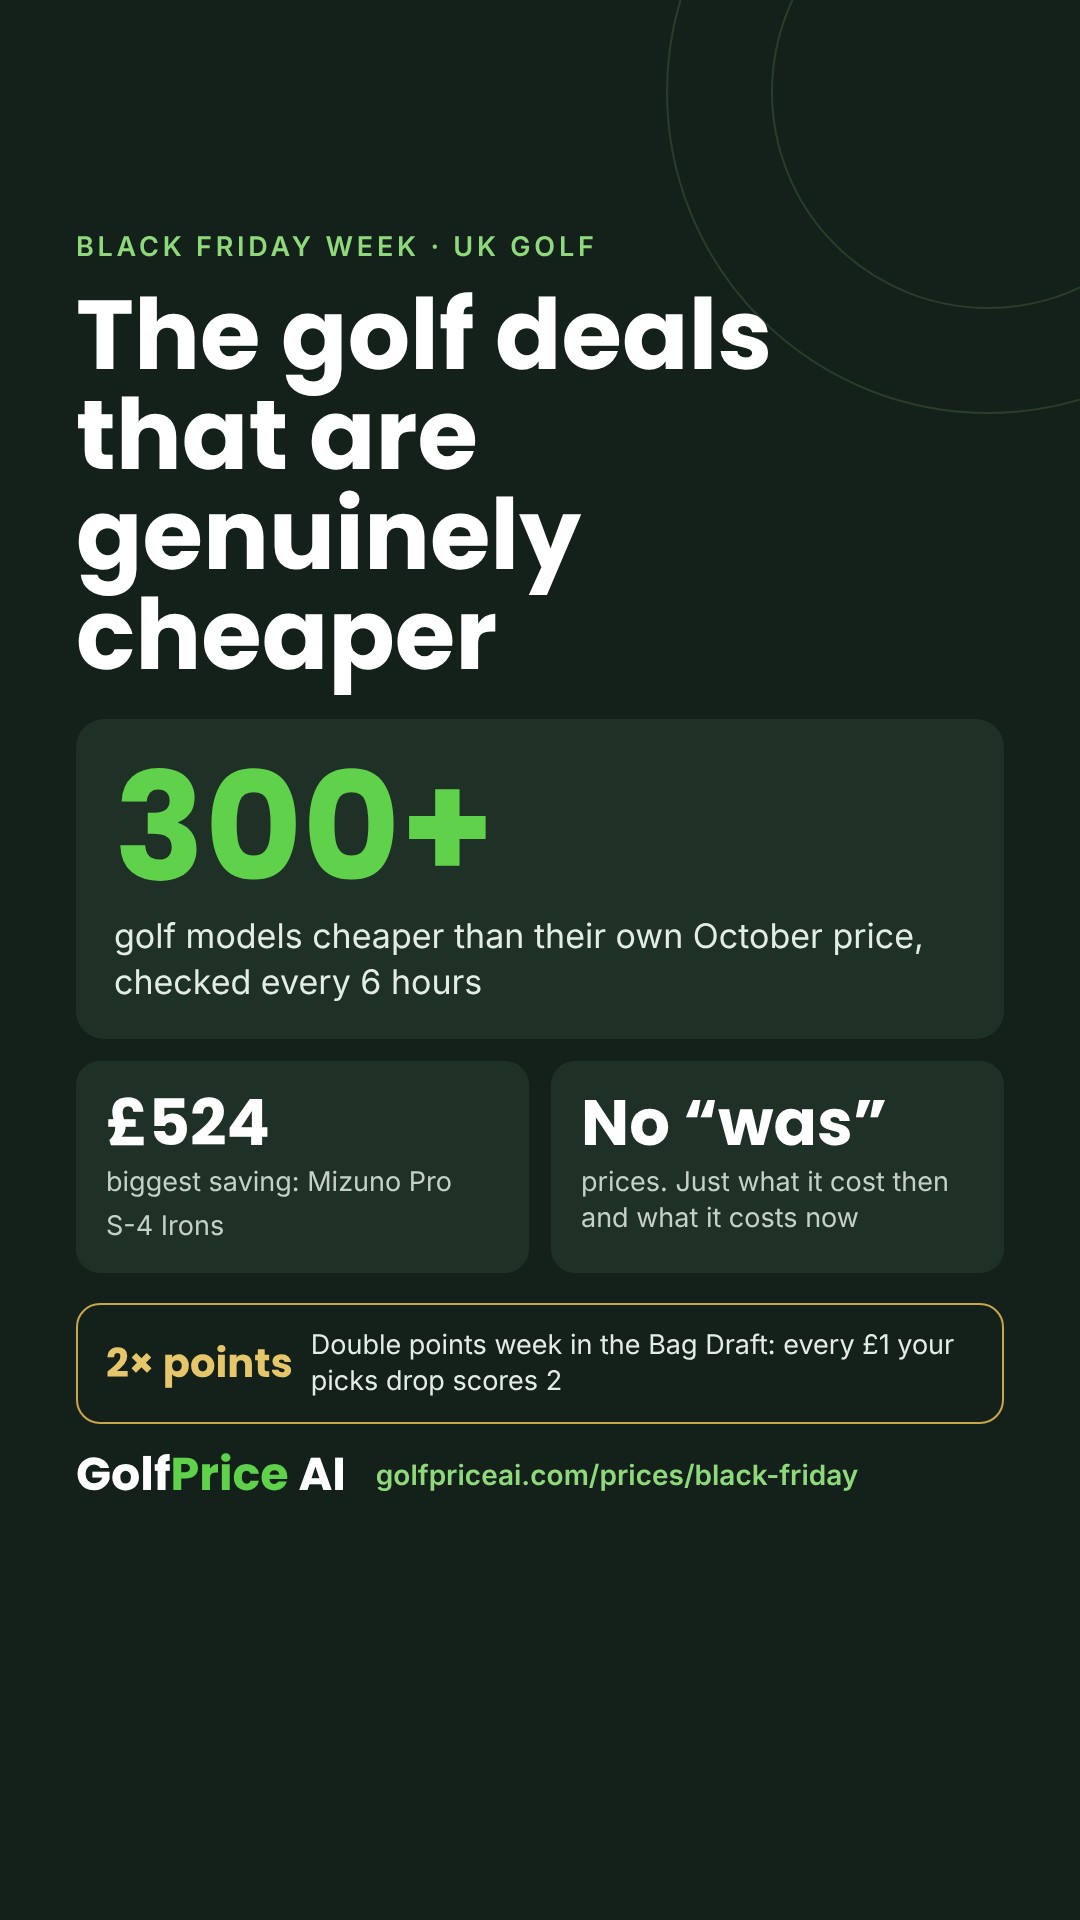 BLACK FRIDAY WEEK · UK GOLF
The golf deals
that are
genuinely
cheaper
300+
golf models cheaper than their own October price,
checked every 6 hours
£524
biggest saving: Mizuno Pro
S-4 Irons
No “was”
prices. Just what it cost then
and what it costs now
2× points
Double points week in the Bag Draft: every £1 your
picks drop scores 2
GolfPrice AI
golfpriceai.com/prices/black-friday